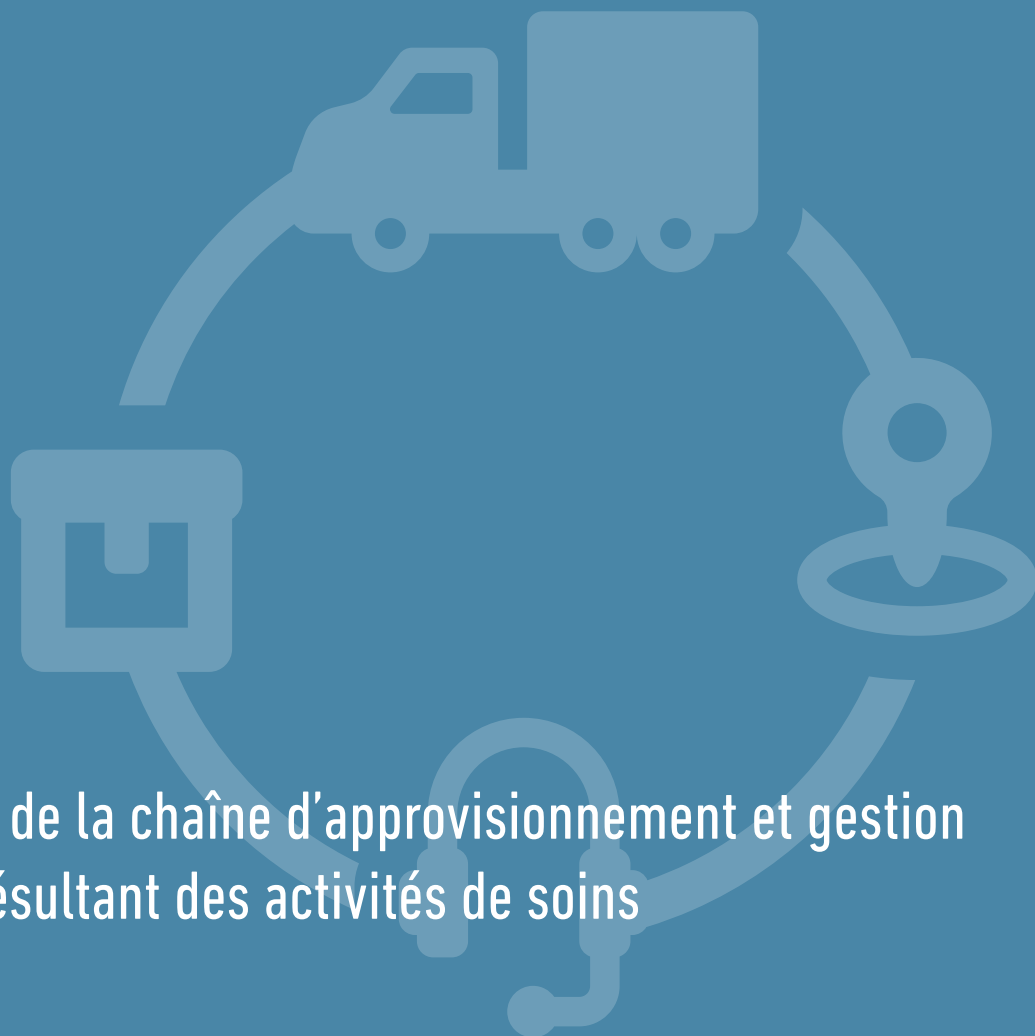 de la chaîne d’approvisionnement et gestion
ésultant des activités de soins